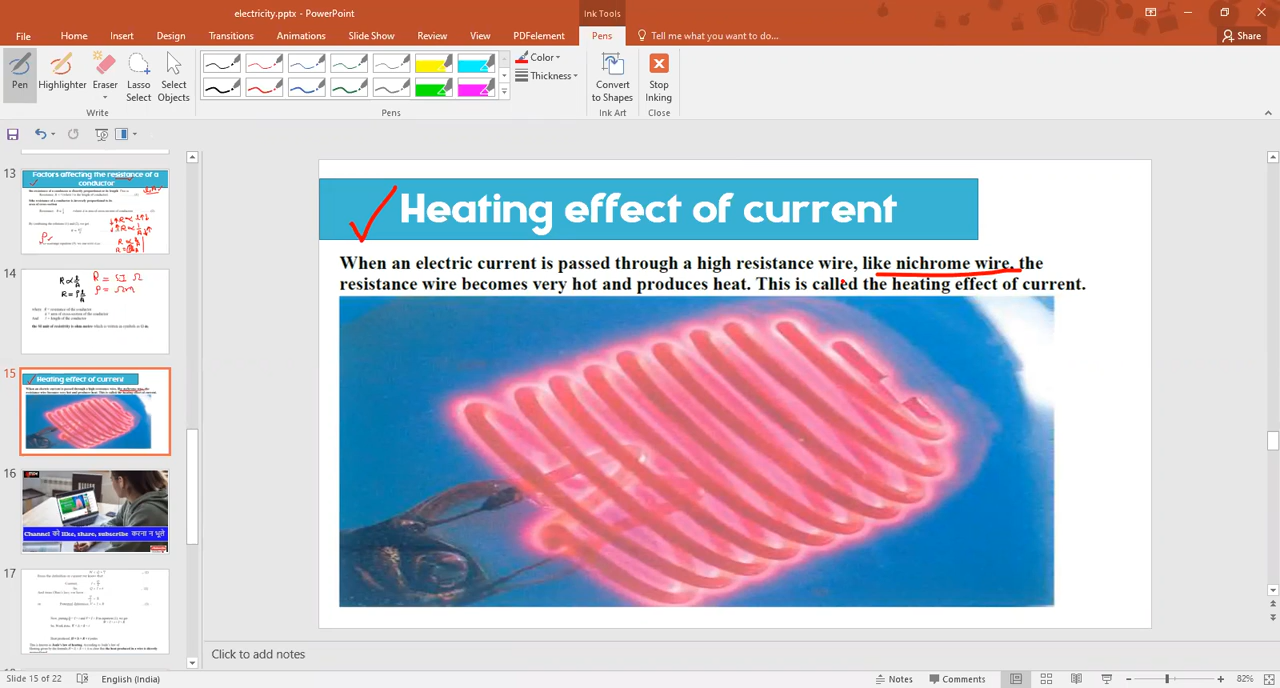 electricity.pptx - PowerPoint
Ink Tools
File Home Insert Design Transitions Animations Slide Show Review View PDFelement Pens Tell me what you want to do... Share
Pen Highlighter Eraser Lasso Select Select Objects
Color
Thickness
Convert to Shapes
Stop Inking
Write Pens Ink Art Close
13
Factors affecting the resistance of a
conductor
14
R ∝ l/A
R = Ω
R = ρ l/A
ρ = Ωm
15
Heating effect of current
16
Channel को like, share, subscribe करना न भूले
17
Heating effect of current
When an electric current is passed through a high resistance wire, like nichrome wire, the
resistance wire becomes very hot and produces heat. This is called the heating effect of current.
Click to add notes
Slide 15 of 22 English (India) Notes Comments 82%